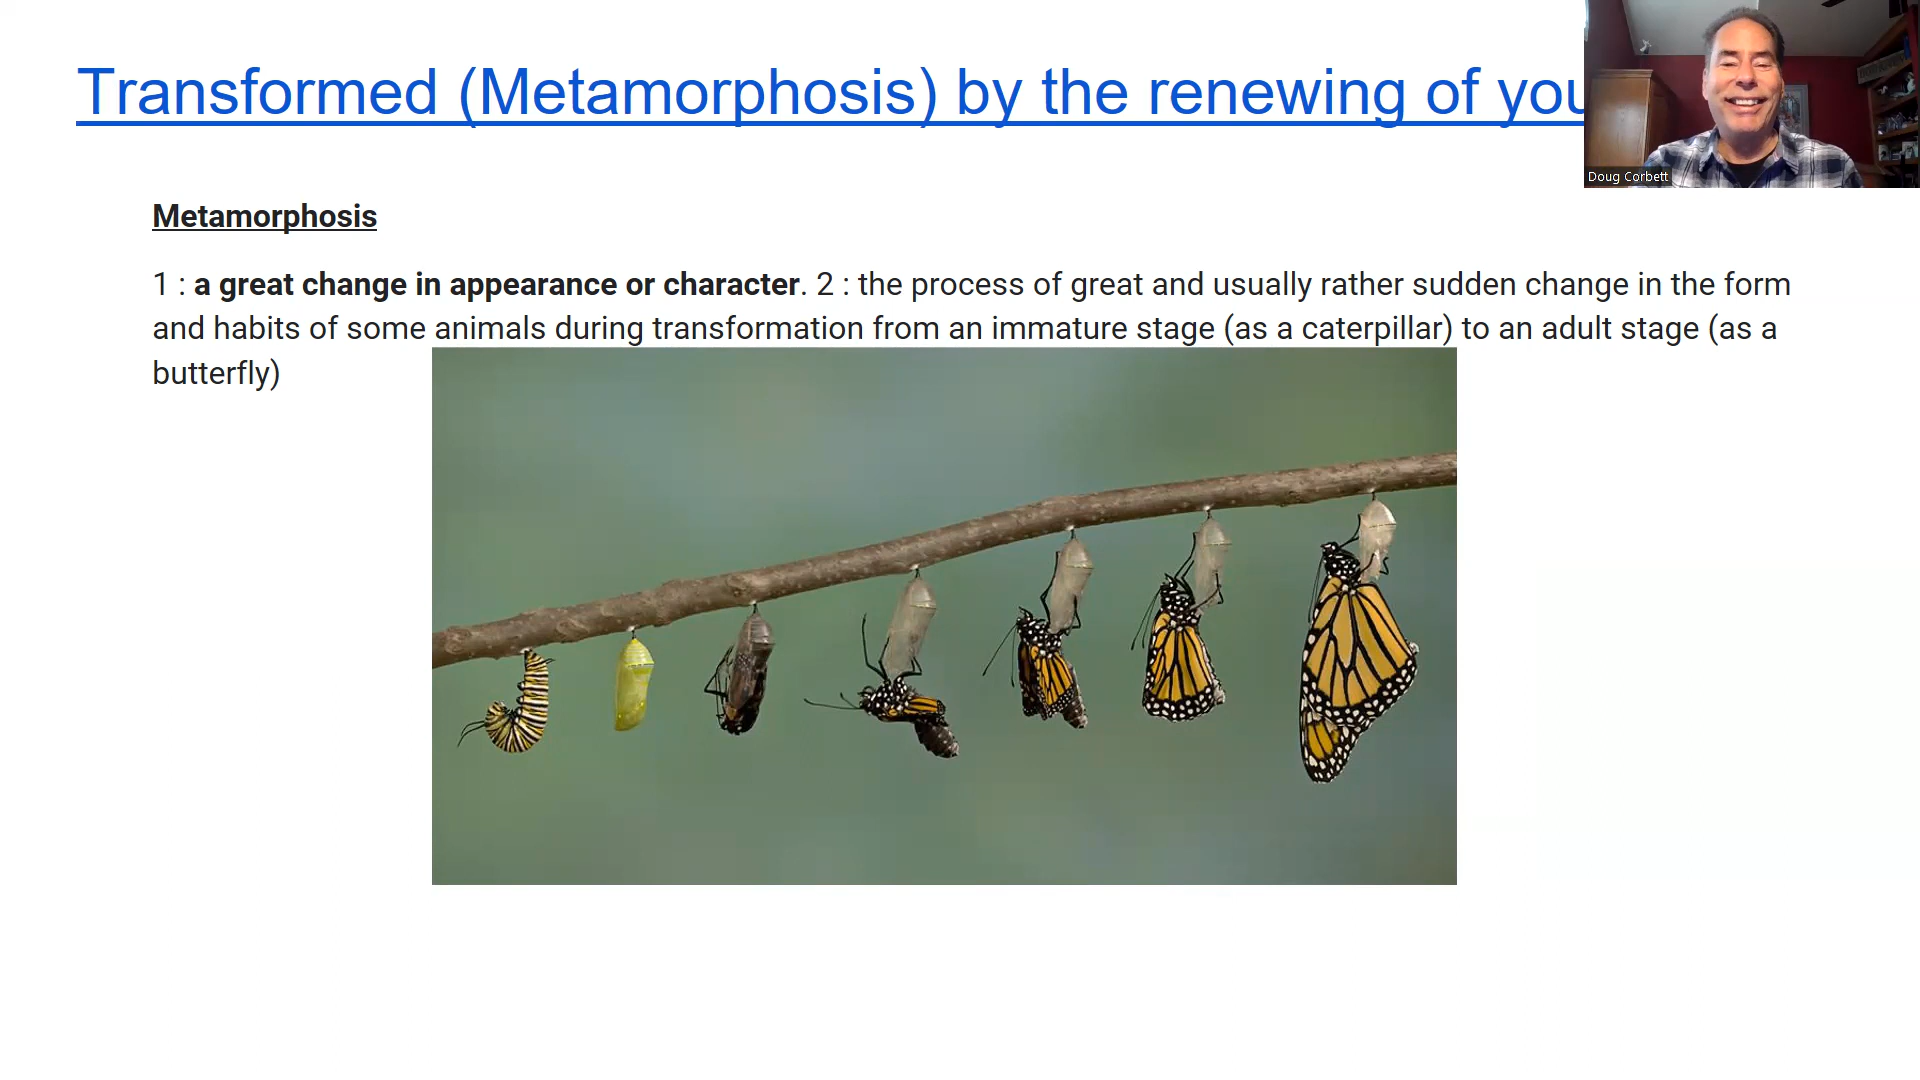 Transformed (Metamorphosis) by the renewing of you
Doug Corbett
Metamorphosis
1 : a great change in appearance or character. 2 : the process of great and usually rather sudden change in the form
and habits of some animals during transformation from an immature stage (as a caterpillar) to an adult stage (as a
butterfly)